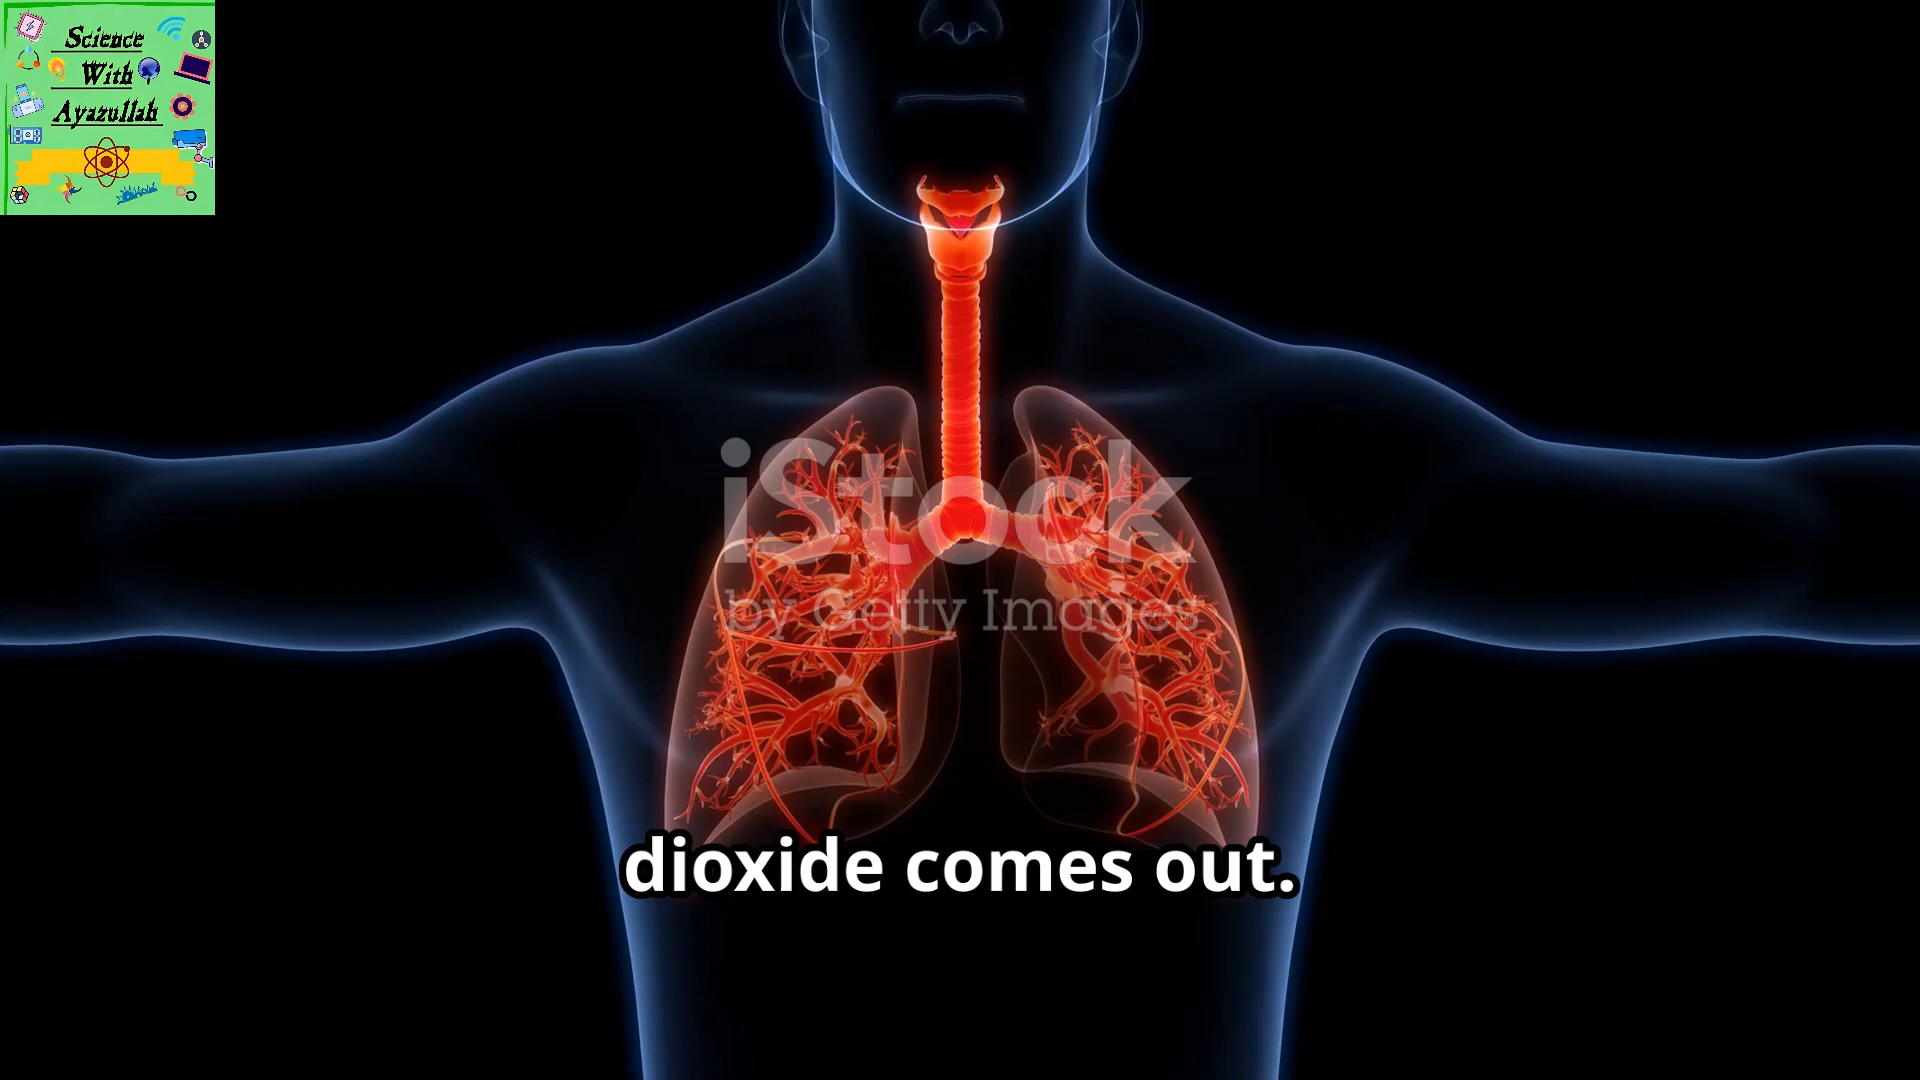 Science
With
Ayazullah
iStock
by Getty Images
dioxide comes out.